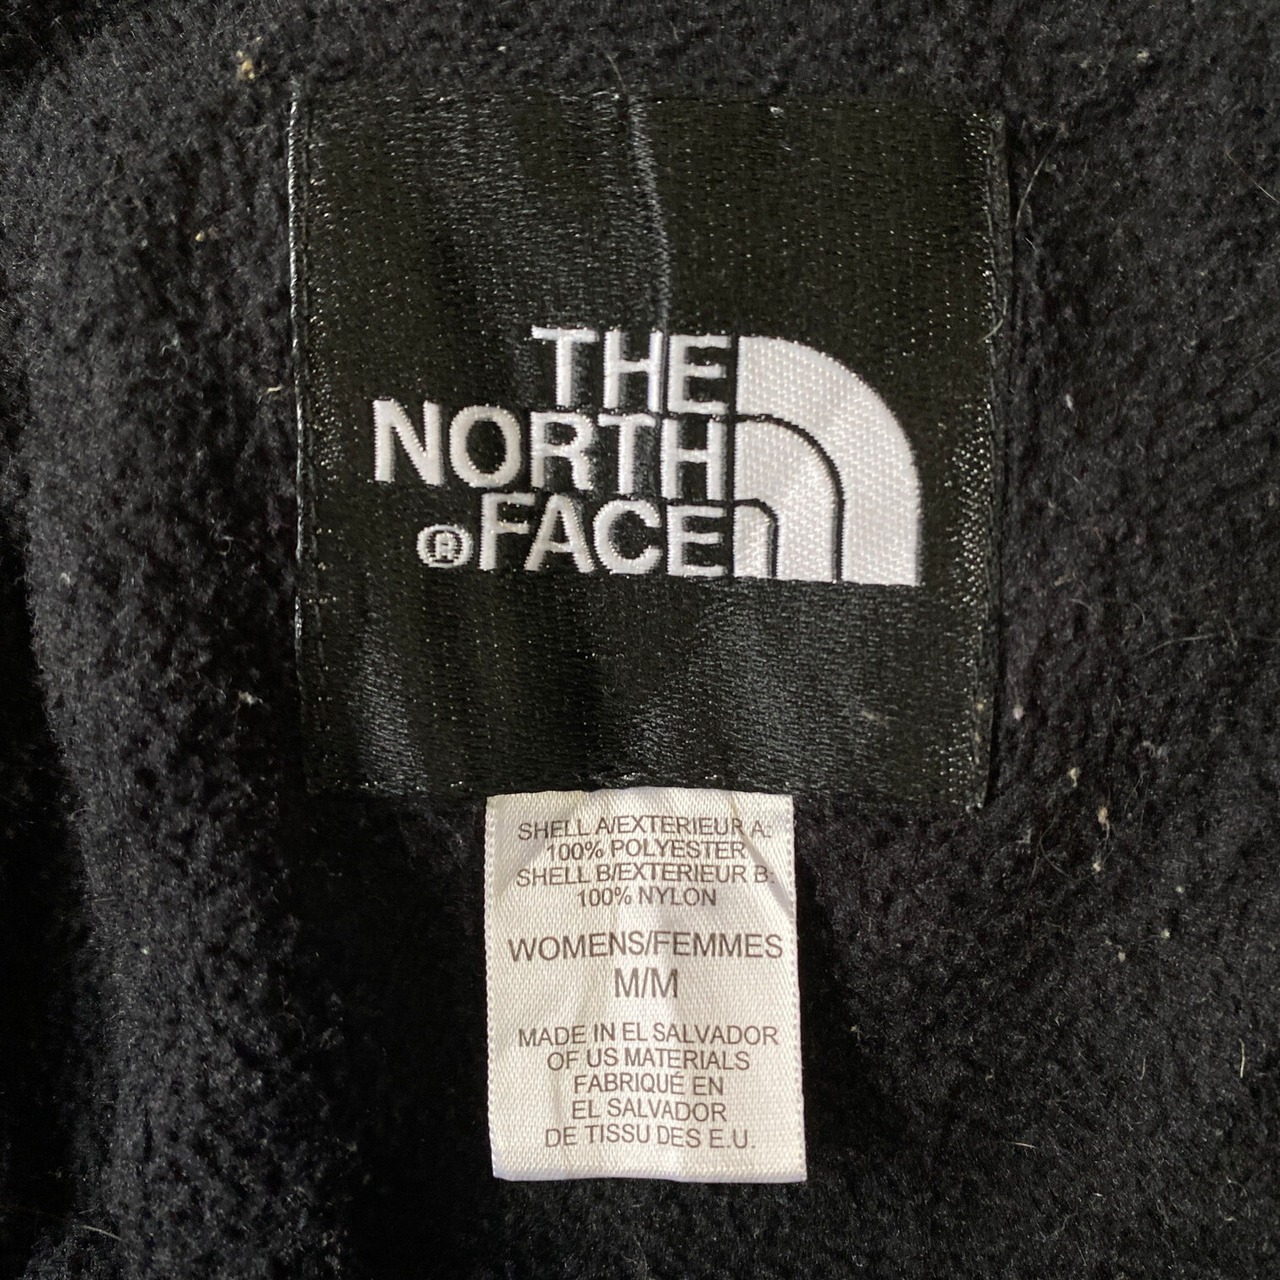 THE
NORTH
®FACE
SHELL A/EXTERIEUR A:
100% POLYESTER
SHELL B/EXTERIEUR B:
100% NYLON
WOMENS/FEMMES
M/M
MADE IN EL SALVADOR
OF US MATERIALS
FABRIQUÉ EN
EL SALVADOR
DE TISSU DES E.U.